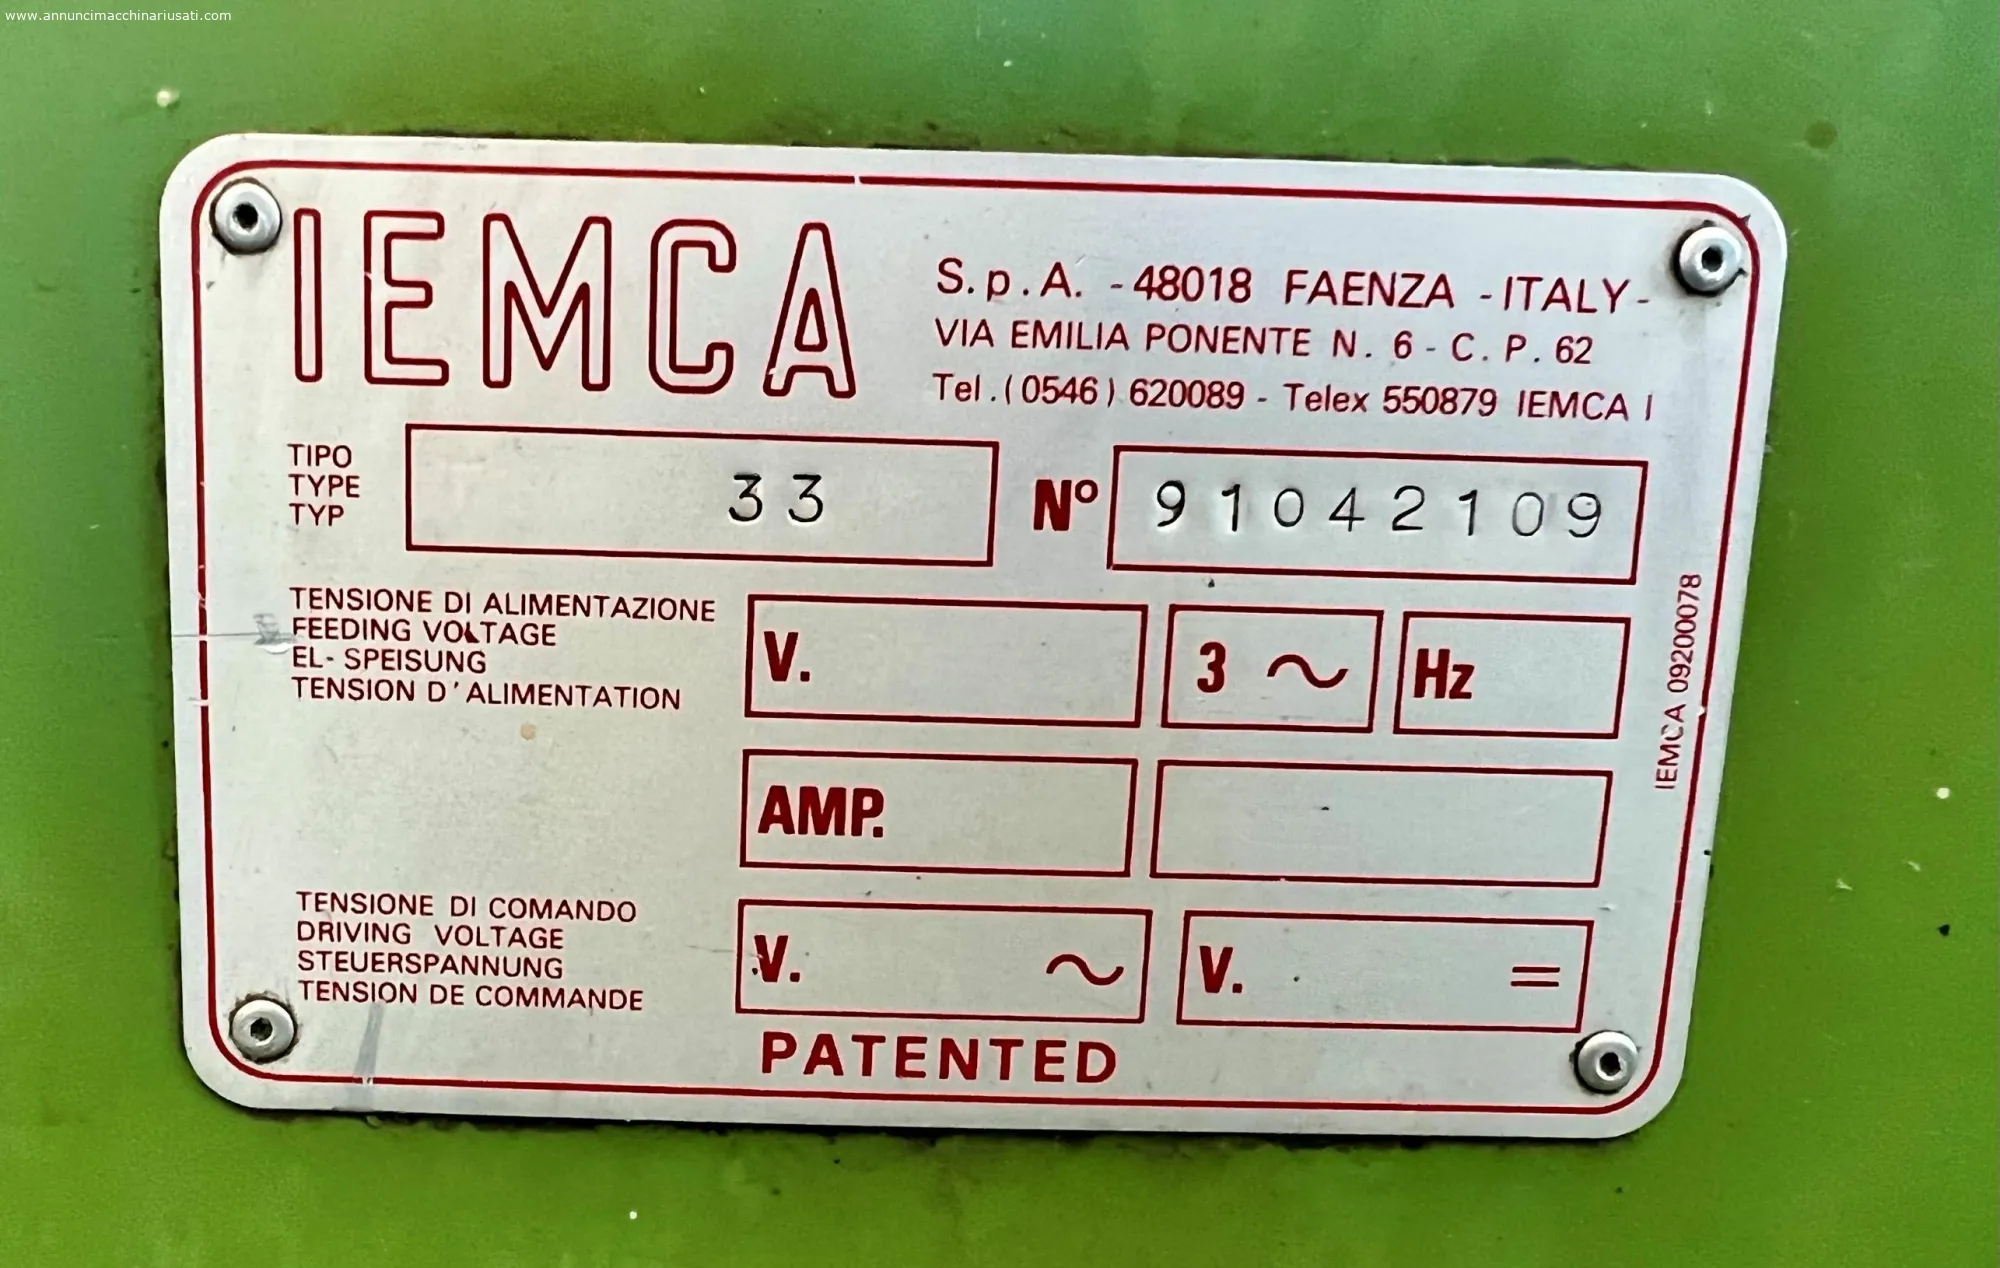 www.annuncimacchinariusati.com
IEMCA
S.p.A. - 48018 FAENZA - ITALY -
VIA EMILIA PONENTE N. 6 - C. P. 62
Tel. (0546) 620089 - Telex 550879 IEMCA I
TIPO
TYPE
TYP
33
Nº 91042109
TENSIONE DI ALIMENTAZIONE
FEEDING VOLTAGE
EL- SPEISUNG
TENSION D' ALIMENTATION
V.
3 ~
Hz
AMP.
TENSIONE DI COMANDO
DRIVING VOLTAGE
STEUERSPANNUNG
TENSION DE COMMANDE
V. ~
V. =
PATENTED
IEMCA 09200078